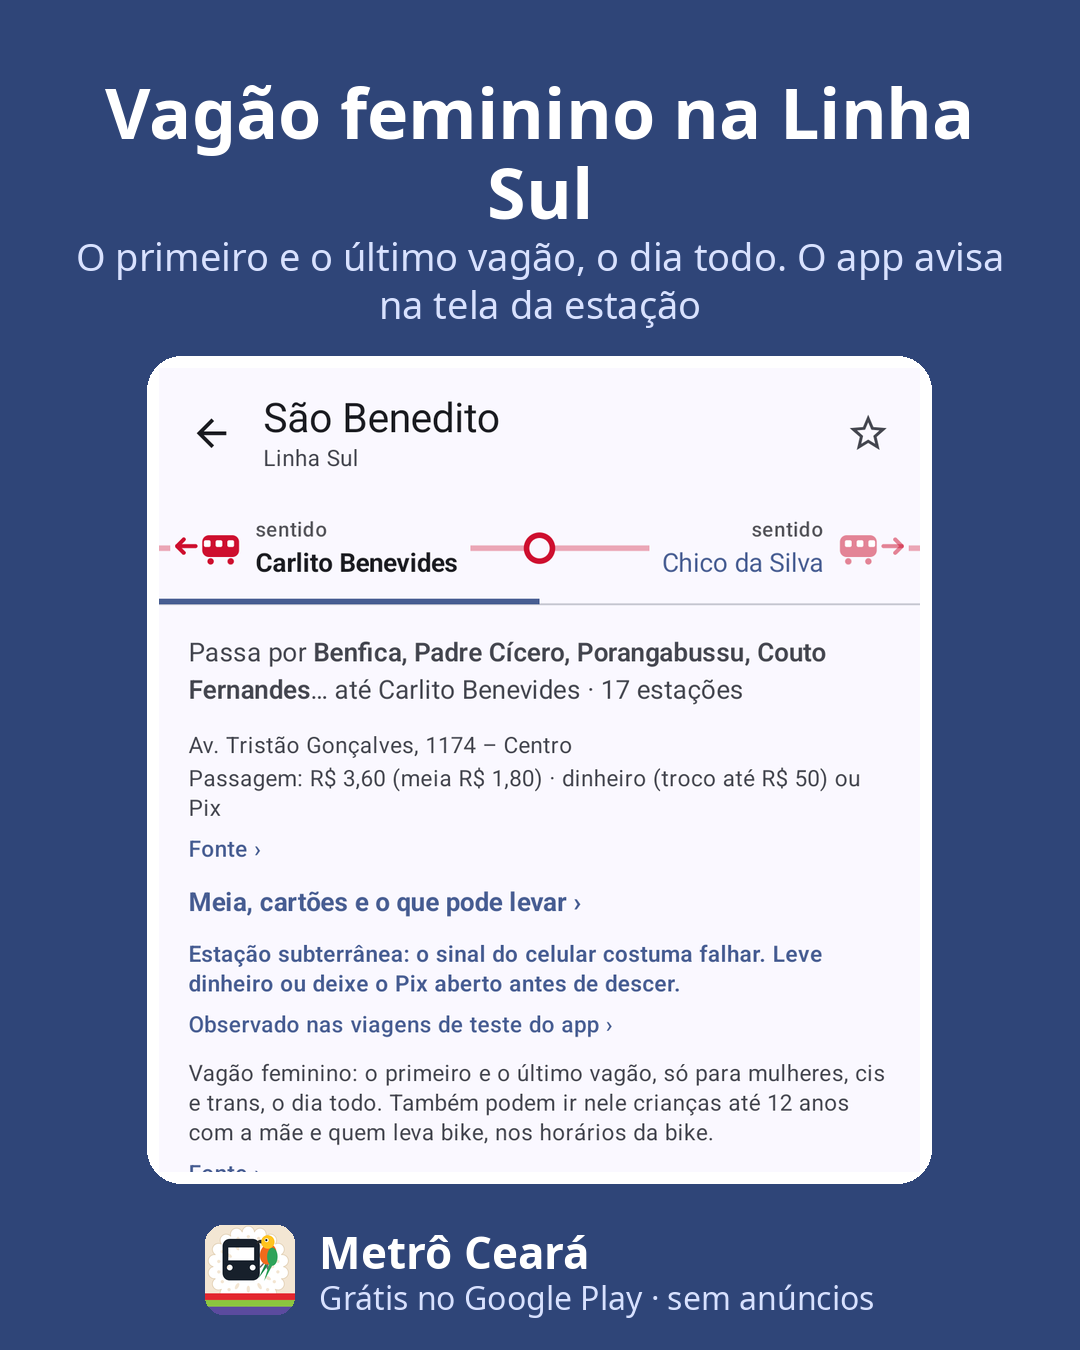 Vagão feminino na Linha
Sul
O primeiro e o último vagão, o dia todo. O app avisa
na tela da estação
São Benedito
Linha Sul
sentido
Carlito Benevides
sentido
Chico da Silva
Passa por Benfica, Padre Cícero, Porangabussu, Couto
Fernandes… até Carlito Benevides · 17 estações
Av. Tristão Gonçalves, 1174 – Centro
Passagem: R$ 3,60 (meia R$ 1,80) · dinheiro (troco até R$ 50) ou
Pix
Fonte ›
Meia, cartões e o que pode levar ›
Estação subterrânea: o sinal do celular costuma falhar. Leve
dinheiro ou deixe o Pix aberto antes de descer.
Observado nas viagens de teste do app ›
Vagão feminino: o primeiro e o último vagão, só para mulheres, cis
e trans, o dia todo. Também podem ir nele crianças até 12 anos
com a mãe e quem leva bike, nos horários da bike.
Fonte ›
Metrô Ceará
Grátis no Google Play · sem anúncios